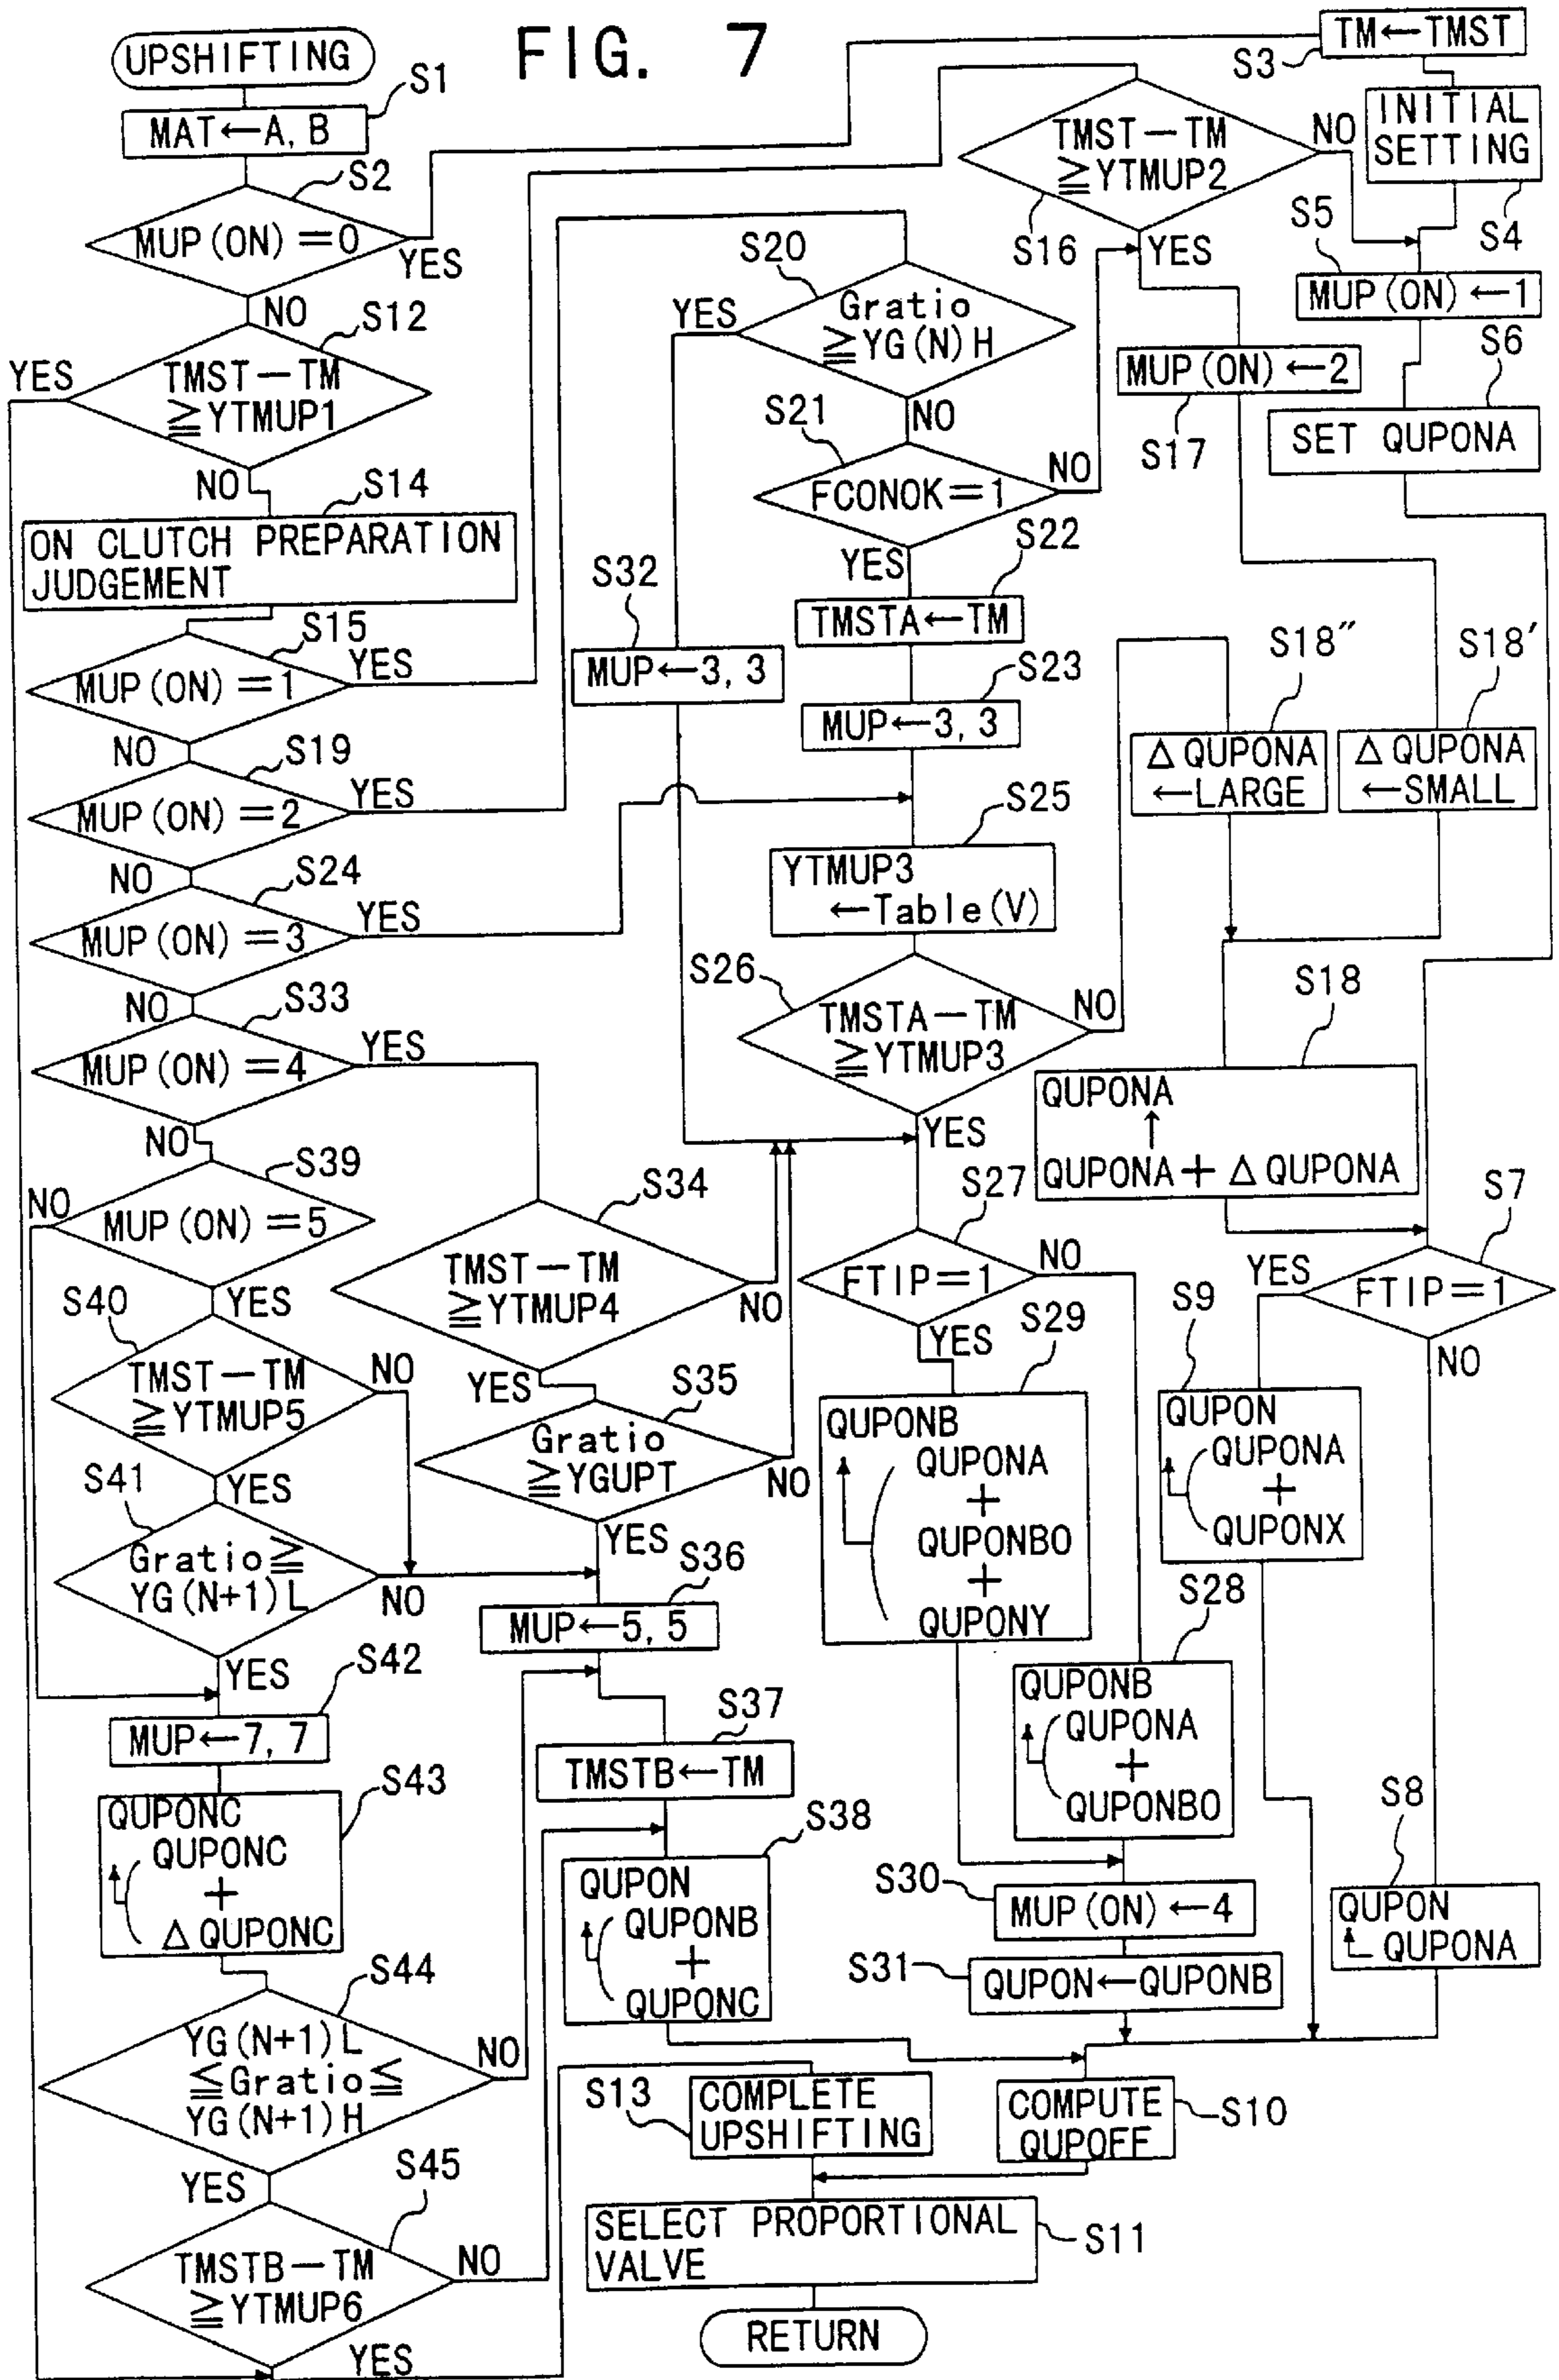 FIG. 7
UPSHIFTING
S1
MAT←A, B
S2
MUP(ON)=0
YES
NO
S12
YES
TMST−TM
≧YTMUP1
NO
S14
ON CLUTCH PREPARATION
JUDGEMENT
S15
MUP(ON)=1
YES
NO
S19
MUP(ON)=2
YES
NO
S24
MUP(ON)=3
YES
NO
S33
MUP(ON)=4
YES
NO
S39
NO
MUP(ON)=5
YES
S40
TMST−TM
≧YTMUP5
NO
YES
S41
Gratio≧
YG(N+1)L
NO
YES
S42
MUP←7, 7
S43
QUPONC
QUPONC
+
△QUPONC
S44
YG(N+1)L
≦Gratio≦
YG(N+1)H
NO
YES
S45
TMSTB−TM
≧YTMUP6
NO
YES
S34
TMST−TM
≧YTMUP4
NO
YES
S35
Gratio
≧YGUPT
NO
YES
S36
MUP←5, 5
S37
TMSTB←TM
S38
QUPON
QUPONB
+
QUPONC
S20
Gratio
≧YG(N)H
YES
NO
S21
FCONOK=1
NO
YES
S22
TMSTA←TM
S32
MUP←3, 3
S23
MUP←3, 3
S25
YTMUP3
←Table(V)
S26
TMSTA−TM
≧YTMUP3
NO
YES
S27
FTIP=1
NO
YES
S29
QUPONB
QUPONA
+
QUPONBO
+
QUPONY
S28
QUPONB
QUPONA
+
QUPONBO
S30
MUP(ON)←4
S31
QUPON←QUPONB
S3
TM←TMST
INITIAL
SETTING
S4
S16
TMST−TM
≧YTMUP2
NO
YES
S5
MUP(ON)←1
S6
SET QUPONA
MUP(ON)←2
S17
S18″
△QUPONA
←LARGE
S18′
△QUPONA
←SMALL
S18
QUPONA
↑
QUPONA+△QUPONA
S7
FTIP=1
YES
NO
S9
QUPON
QUPONA
+
QUPONX
S8
QUPON
QUPONA
S13
COMPLETE
UPSHIFTING
COMPUTE
QUPOFF
S10
SELECT PROPORTIONAL
VALVE
S11
RETURN